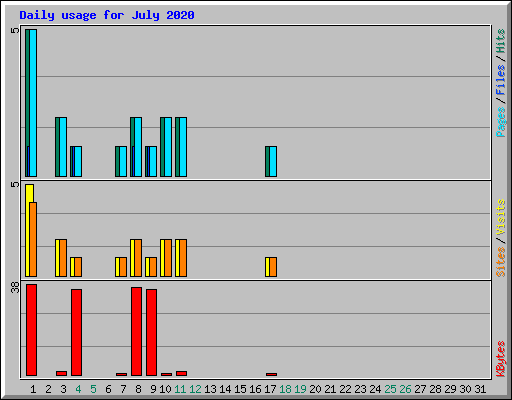 Daily usage for July 2020
5
Pages / Files / Hits
5
Sites / Visits
38
KBytes
1 2 3 4 5 6 7 8 9 10 11 12 13 14 15 16 17 18 19 20 21 22 23 24 25 26 27 28 29 30 31